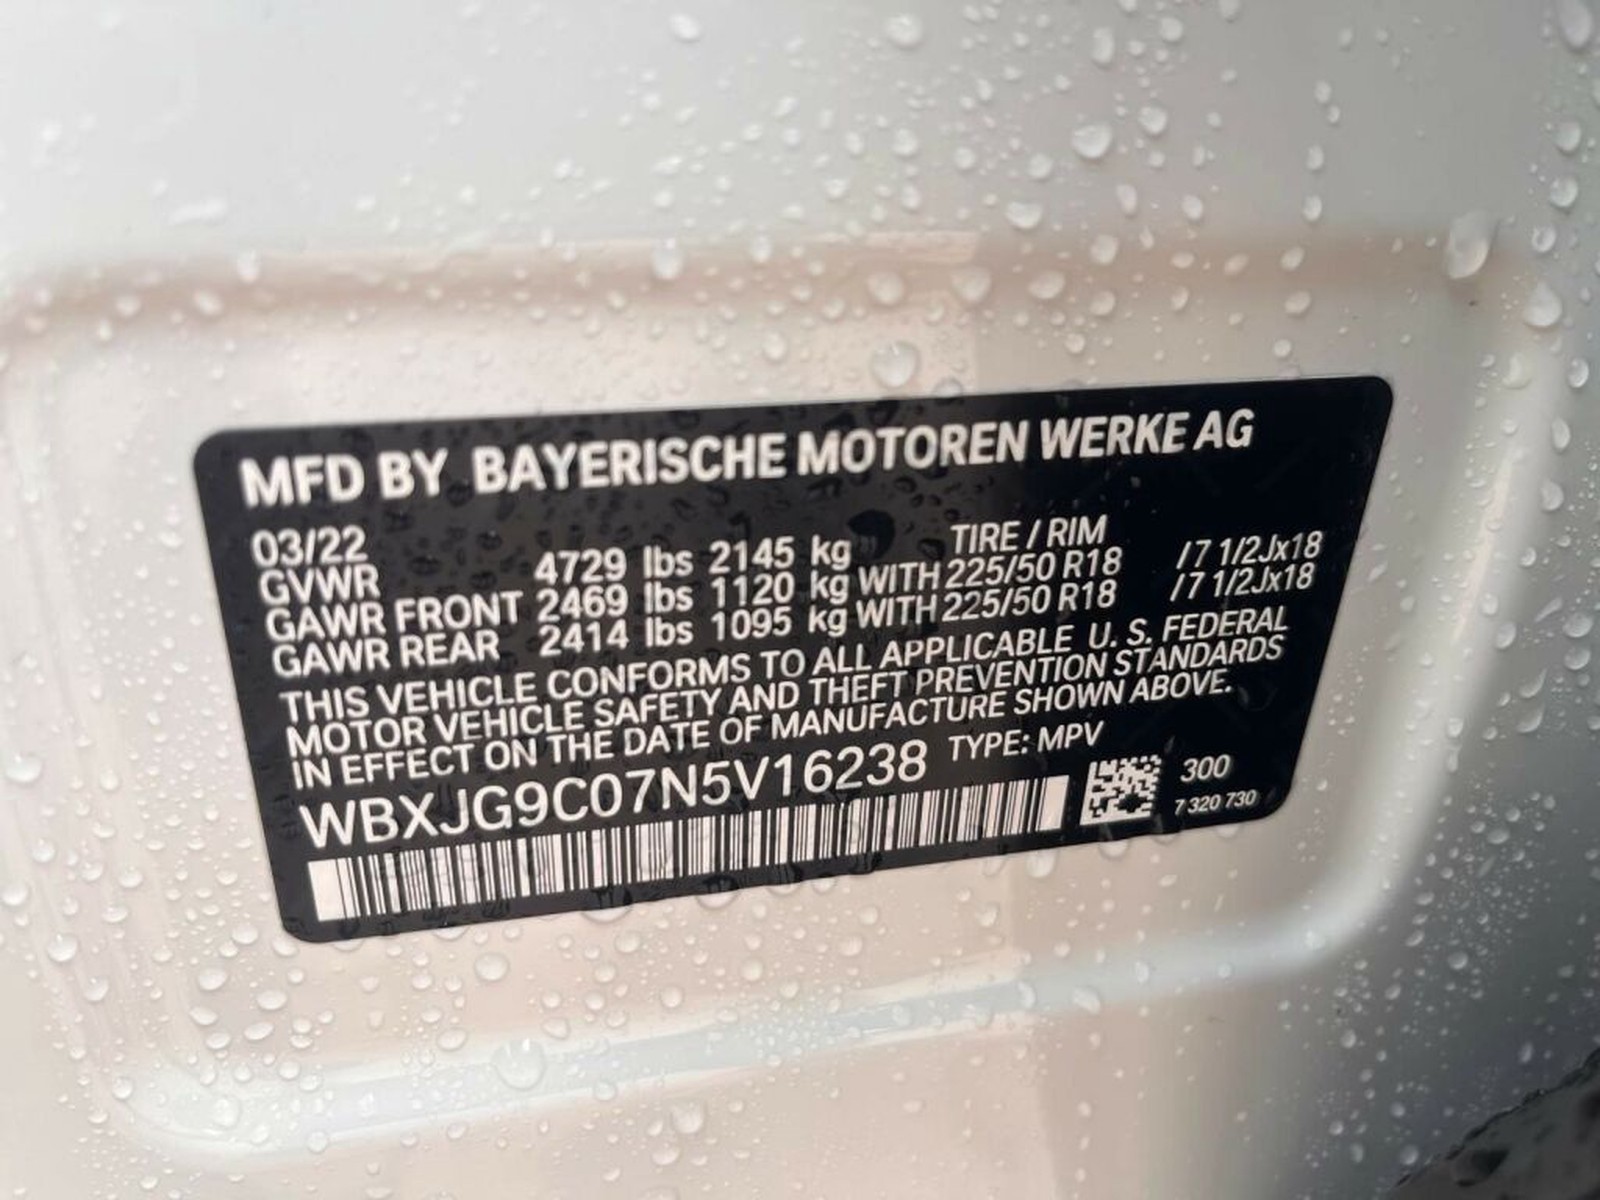 MFD BY BAYERISCHE MOTOREN WERKE AG
03/22 TIRE / RIM
GVWR 4729 lbs 2145 kg
GAWR FRONT 2469 lbs 1120 kg WITH 225/50 R18 /7 1/2Jx18
GAWR REAR 2414 lbs 1095 kg WITH 225/50 R18 /7 1/2Jx18
THIS VEHICLE CONFORMS TO ALL APPLICABLE U. S. FEDERAL
MOTOR VEHICLE SAFETY AND THEFT PREVENTION STANDARDS
IN EFFECT ON THE DATE OF MANUFACTURE SHOWN ABOVE.
WBXJG9C07N5V16238 TYPE: MPV
300
7 320 730